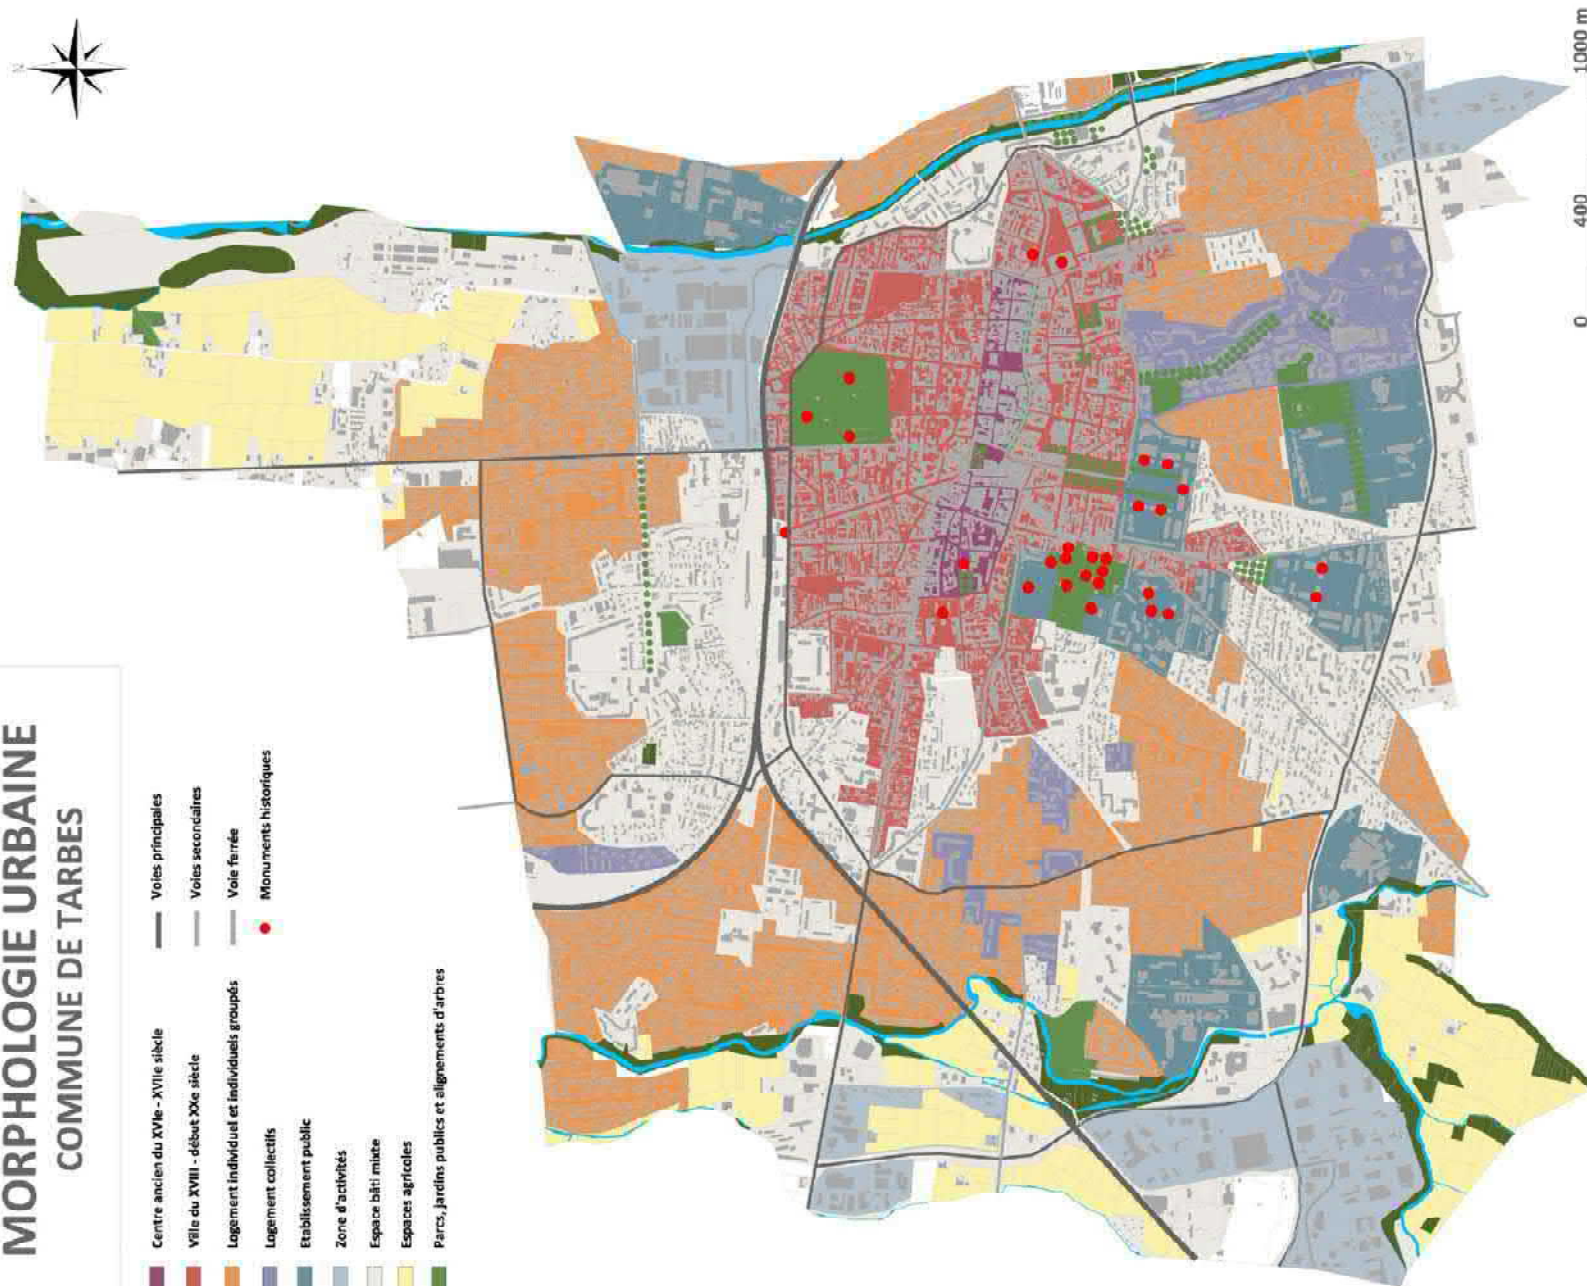 MORPHOLOGIE URBAINE
COMMUNE DE TARBES
Centre ancien du XVIe - XVIIe siècle
Ville du XVIII - début XXe siècle
Logement individuel et individuels groupés
Logement collectifs
Etablissement public
Zone d'activités
Espace bâti mixte
Espaces agricoles
Parcs, jardins publics et alignements d'arbres
Voies principales
Voies secondaires
Voie ferrée
Monuments historiques
N
0 400 1000 m